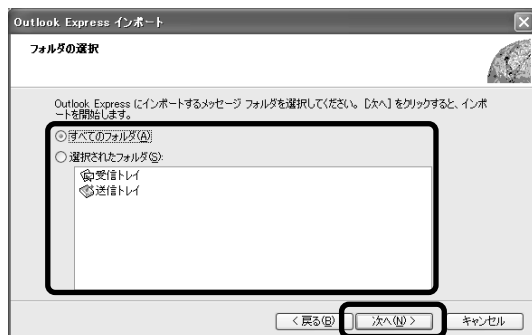 Outlook Express インポート
フォルダの選択
Outlook Express にインポートするメッセージ フォルダを選択してください。[次へ] をクリックすると、インポ
ートを開始します。
すべてのフォルダ(A)
選択されたフォルダ(S):
受信トレイ
送信トレイ
< 戻る(B)
次へ(N) >
キャンセル